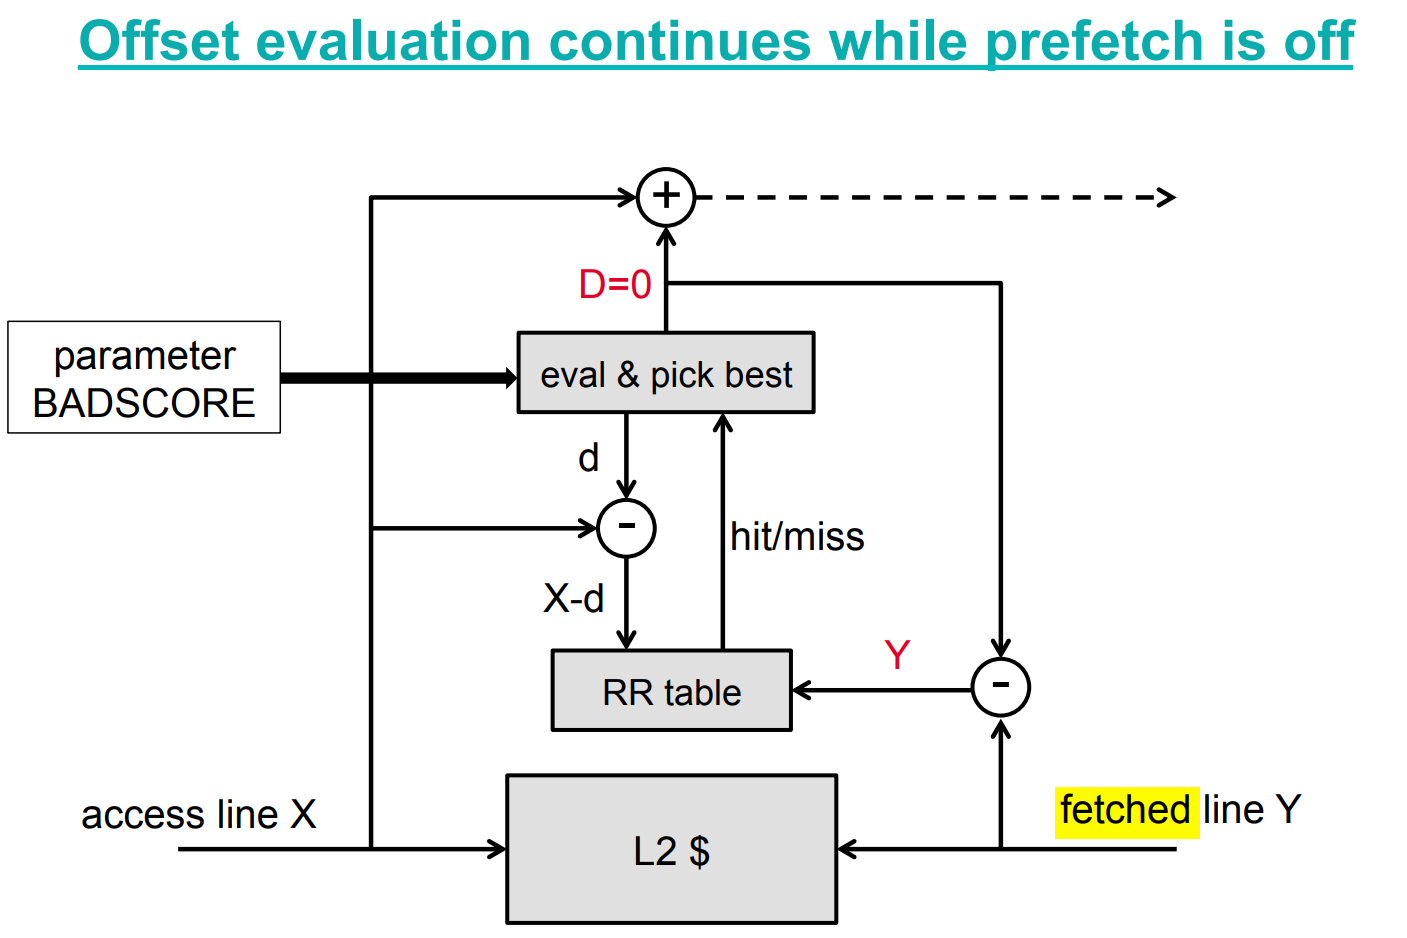 Offset evaluation continues while prefetch is off
+
D=0
parameter
BADSCORE
eval & pick best
d
-
hit/miss
X-d
Y
-
RR table
access line X
fetched line Y
L2 $